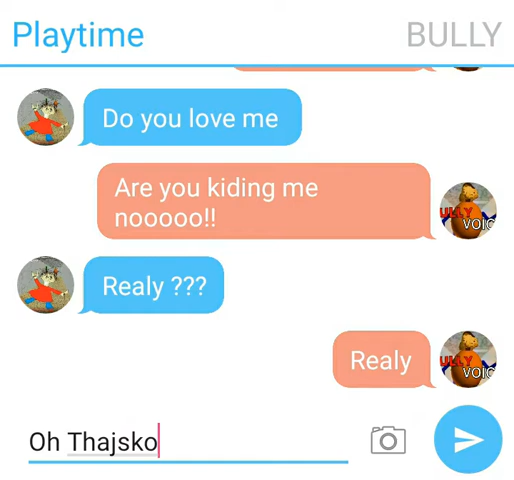 Playtime
BULLY
Do you love me
Are you kiding me
nooooo!!
Realy ???
Realy
Oh Thajsko